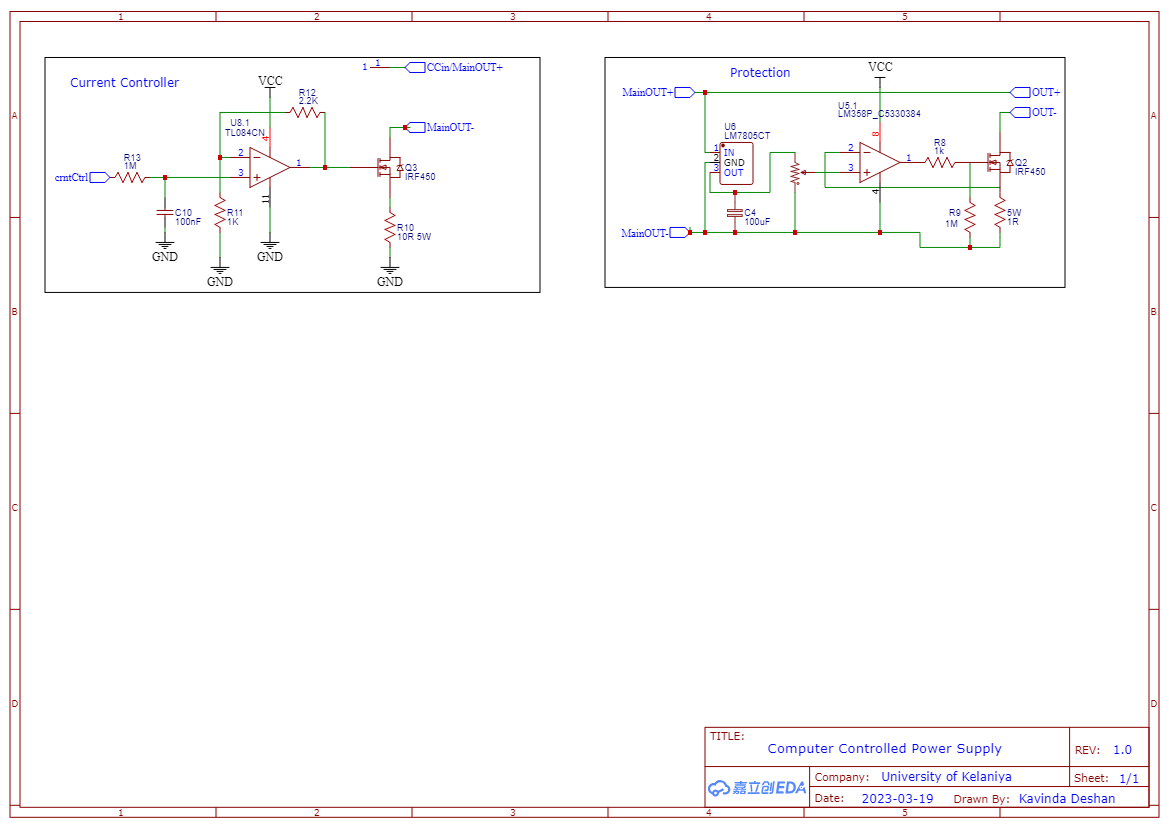 1 2 3 4 5
A A
B B
C C
D D
1 2 3 4 5
Current Controller
1 1 CCin/MainOUT+
VCC
R12
2.2K
U8.1
TL084CN
4
MainOUT-
2
1
3
11
R13
1M
crntCtrl
Q3
IRF450
C10
100nF
R11
1K
R10
10R 5W
GND
GND
GND
GND
Protection
VCC
MainOUT+
OUT+
OUT-
U5.1
LM358P_C5330384
8
U6
LM7805CT
1 IN
2 GND
3 OUT
2
3
1
4
R8
1k
Q2
IRF450
C4
100uF
R9
1M
5W
1R
MainOUT-
TITLE:
Computer Controlled Power Supply
REV: 1.0
嘉立创EDA
Company: University of Kelaniya
Sheet: 1/1
Date: 2023-03-19 Drawn By: Kavinda Deshan